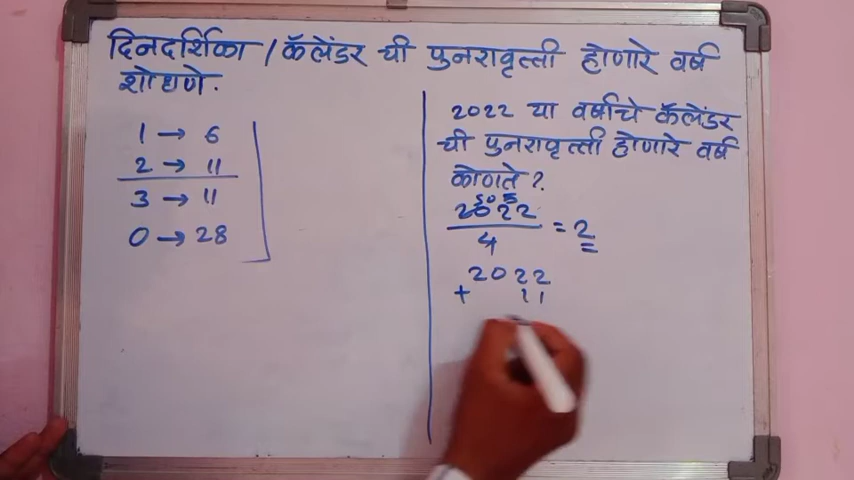 दिनदर्शिका / कॅलेंडर ची पुनरावृत्ती होणारे वर्ष
शोधणे.
1 → 6
2 → 11
3 → 11
0 → 28
2022 या वर्षाचे कॅलेंडर
ची पुनरावृत्ती होणारे वर्ष
कोणते ?
2022
4
= 2
2022
+ 11